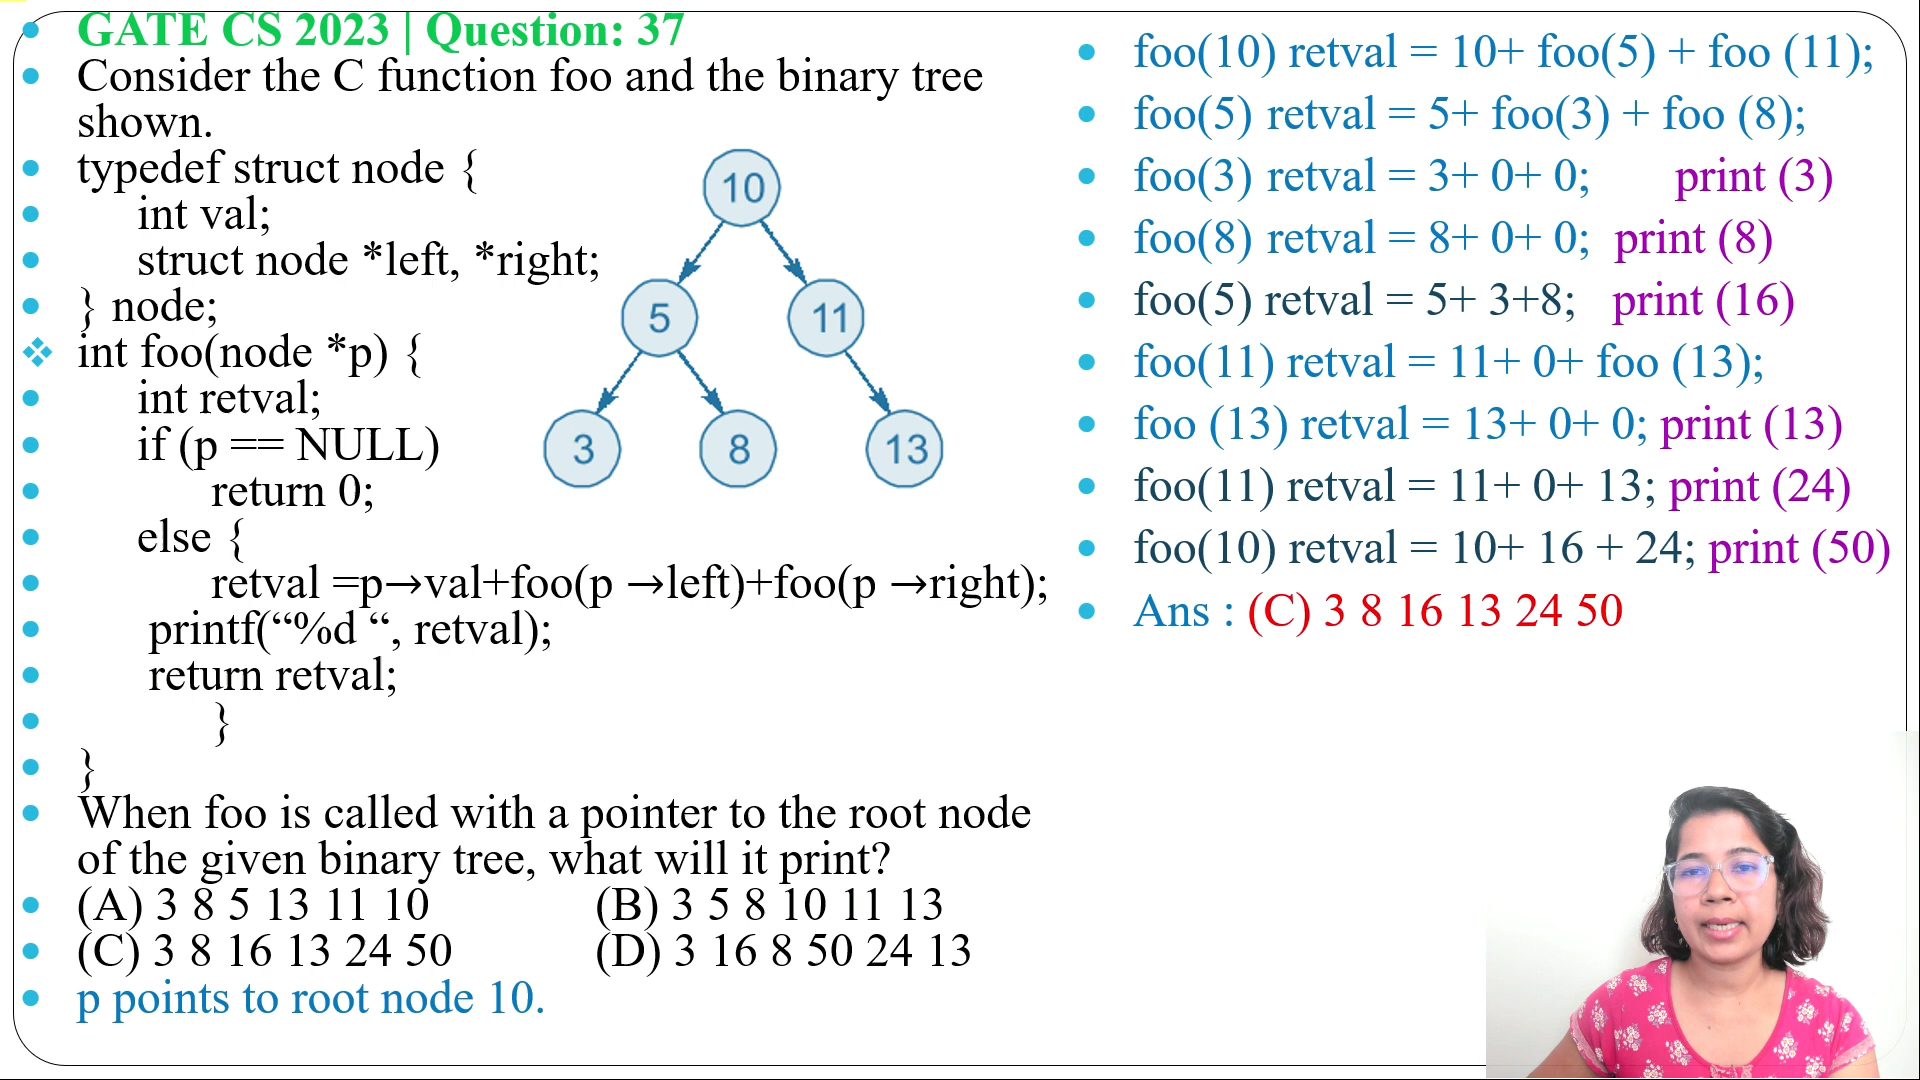 GATE CS 2023 | Question: 37
Consider the C function foo and the binary tree
shown.
typedef struct node {
int val;
struct node *left, *right;
} node;
int foo(node *p) {
int retval;
if (p == NULL)
return 0;
else {
retval =p→val+foo(p →left)+foo(p →right);
printf(“%d “, retval);
return retval;
}
}
When foo is called with a pointer to the root node
of the given binary tree, what will it print?
(A) 3 8 5 13 11 10 (B) 3 5 8 10 11 13
(C) 3 8 16 13 24 50 (D) 3 16 8 50 24 13
p points to root node 10.
10
5 11
3 8 13
foo(10) retval = 10+ foo(5) + foo (11);
foo(5) retval = 5+ foo(3) + foo (8);
foo(3) retval = 3+ 0+ 0; print (3)
foo(8) retval = 8+ 0+ 0; print (8)
foo(5) retval = 5+ 3+8; print (16)
foo(11) retval = 11+ 0+ foo (13);
foo (13) retval = 13+ 0+ 0; print (13)
foo(11) retval = 11+ 0+ 13; print (24)
foo(10) retval = 10+ 16 + 24; print (50)
Ans : (C) 3 8 16 13 24 50